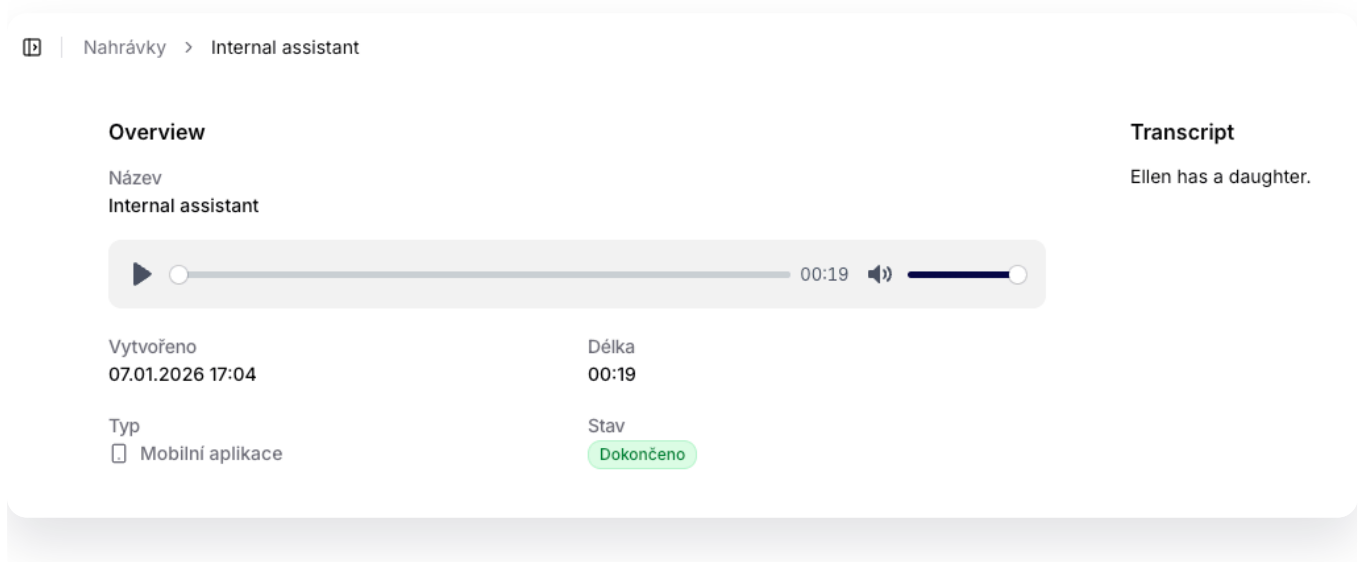 Nahrávky > Internal assistant
Overview
Název
Internal assistant
00:19
Vytvořeno
07.01.2026 17:04
Délka
00:19
Typ
Mobilní aplikace
Stav
Dokončeno
Transcript
Ellen has a daughter.